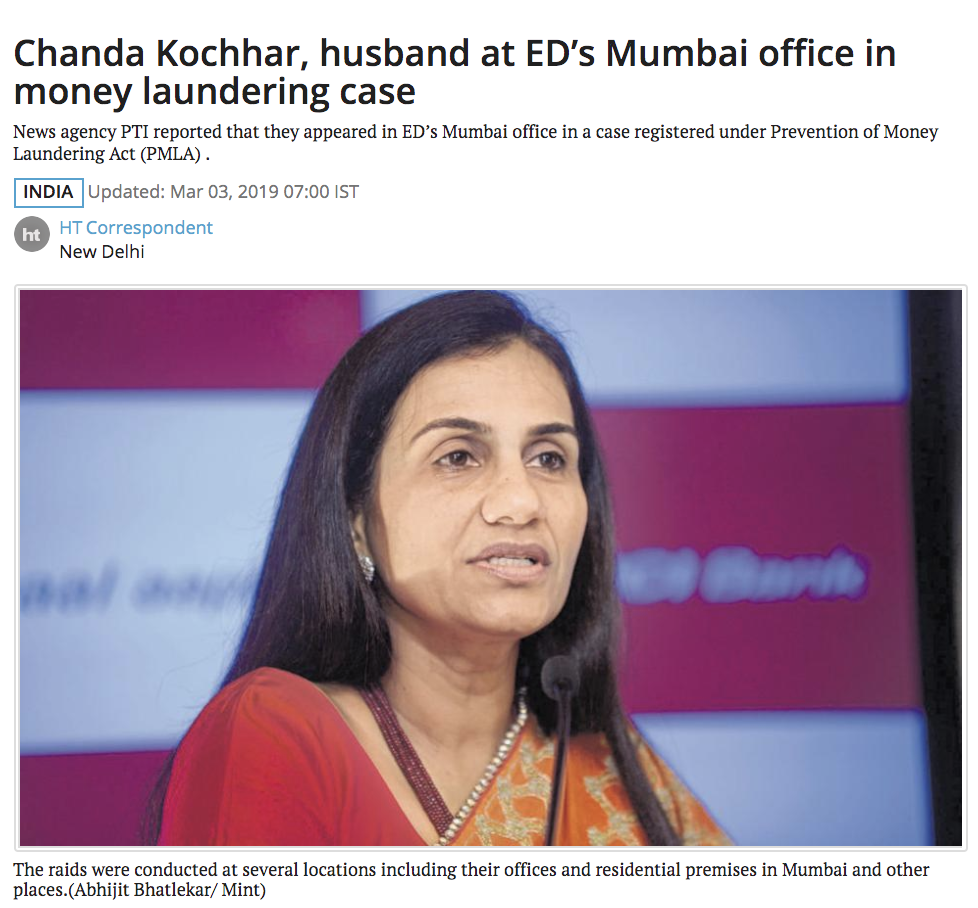 Chanda Kochhar, husband at ED’s Mumbai office in
money laundering case
News agency PTI reported that they appeared in ED’s Mumbai office in a case registered under Prevention of Money
Laundering Act (PMLA) .
INDIA Updated: Mar 03, 2019 07:00 IST
ht HT Correspondent
New Delhi
Bank
The raids were conducted at several locations including their offices and residential premises in Mumbai and other
places.(Abhijit Bhatlekar/ Mint)